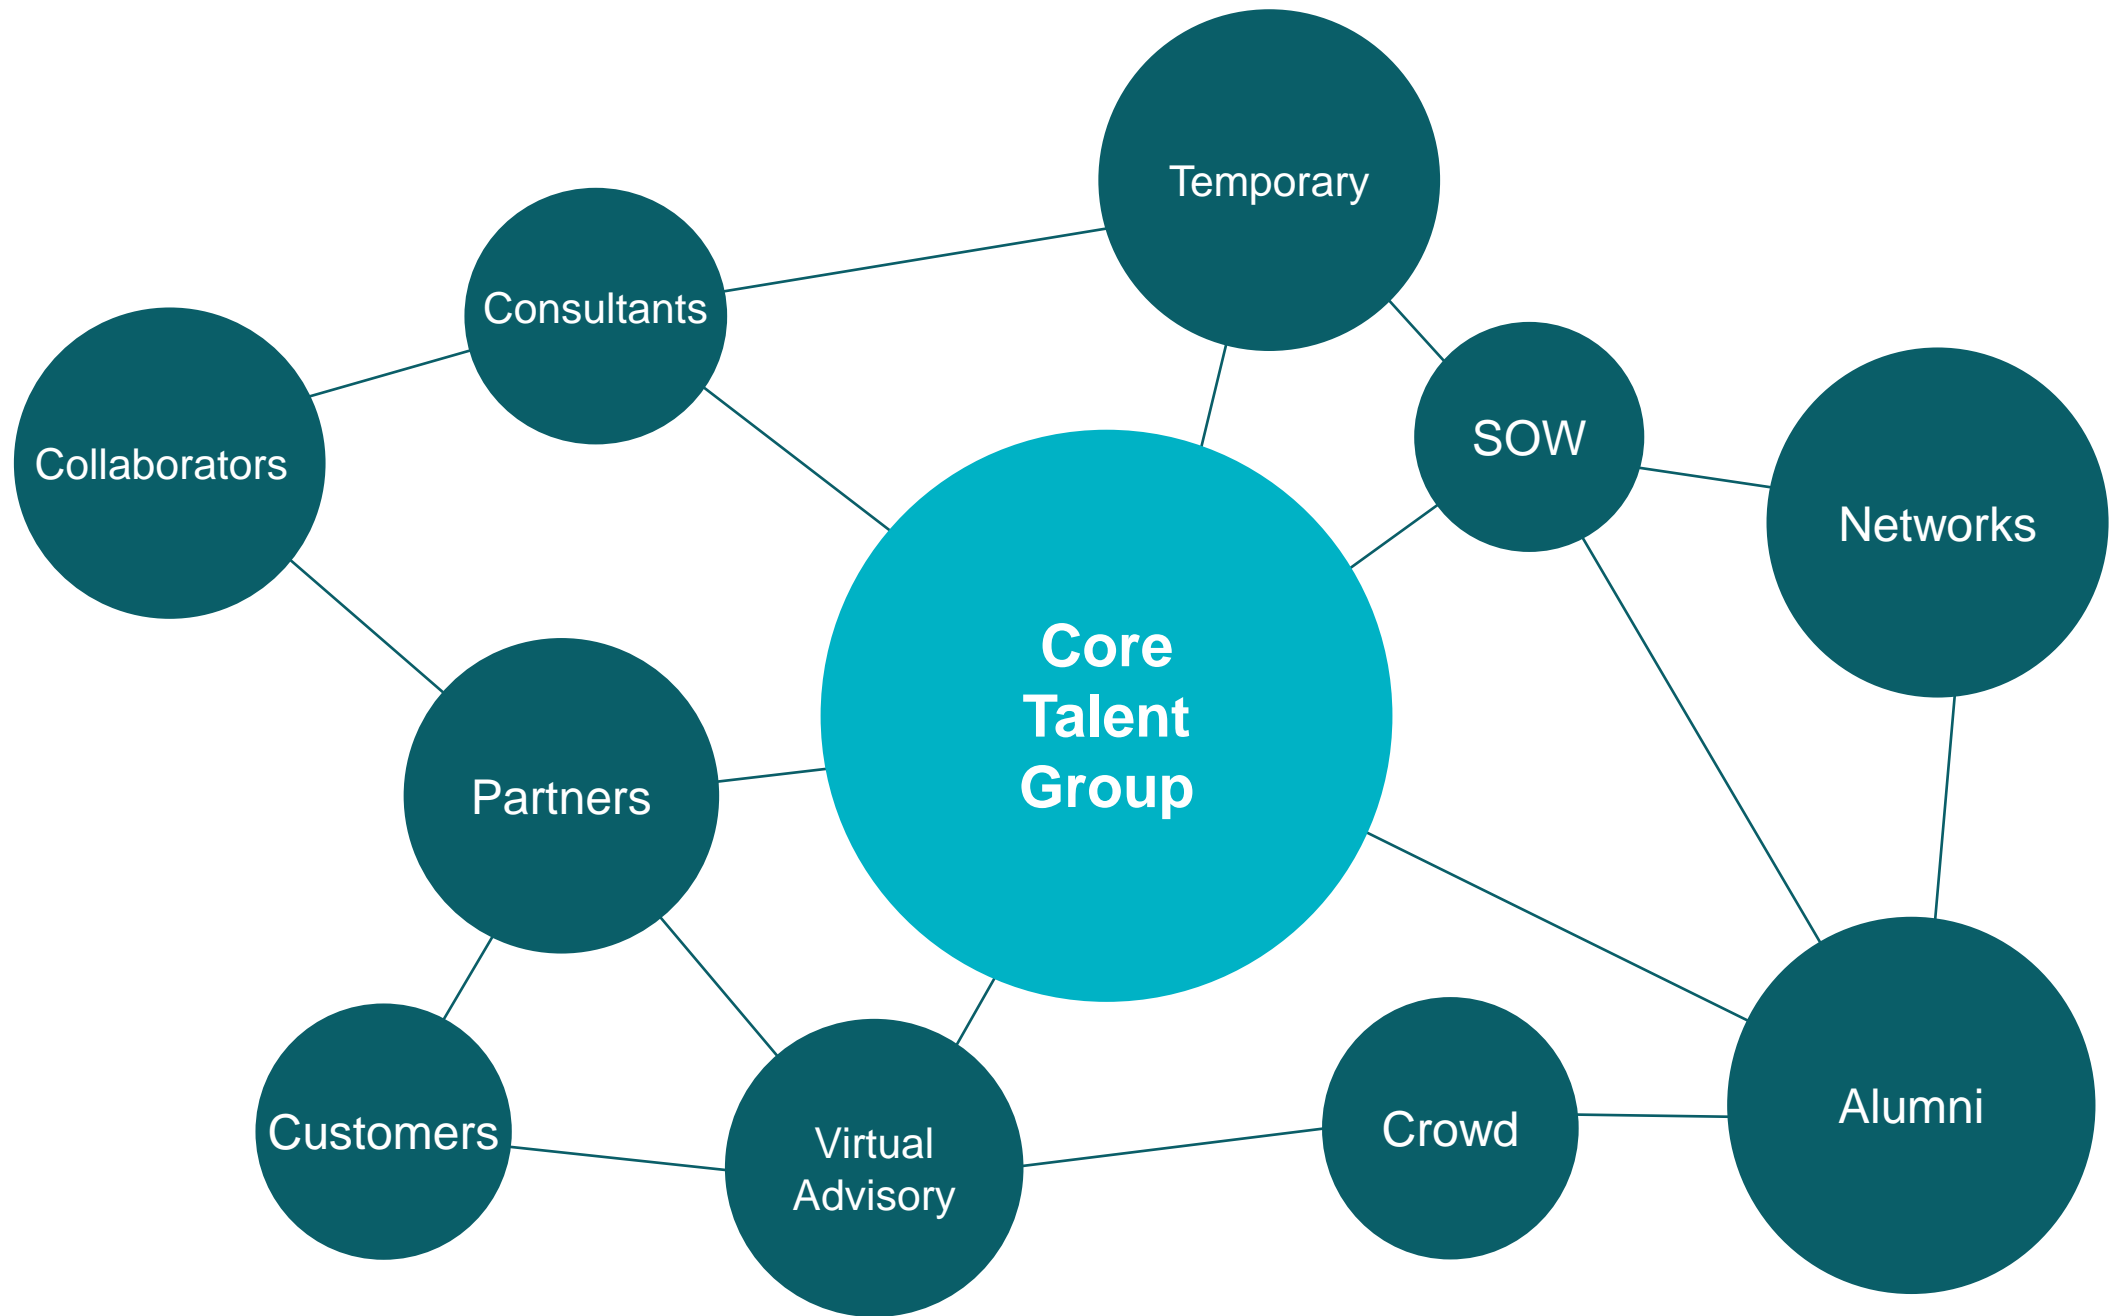 Temporary
Consultants
SOW
Collaborators
Networks
Core
Talent
Group
Partners
Alumni
Customers
Virtual
Advisory
Crowd